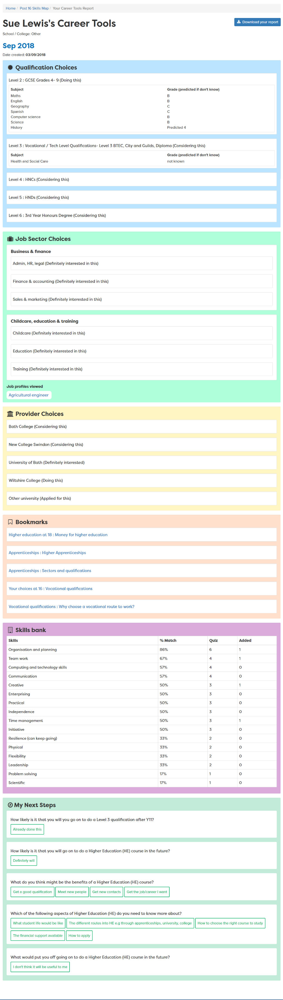 Home / Post 16 Skills Map / Your Career Tools Report
Sue Lewis's Career Tools
Download your report
School / College: Other
Sep 2018
Date created: 03/09/2018
Qualification Choices
Level 2 : GCSE Grades 4- 9 (Doing this)
Subject Grade (predicted if don't know)
Maths B
English B
Geography C
Spanish C
Computer science B
Science B
History Predicted 4
Level 3 : Vocational / Tech Level Qualifications- Level 3 BTEC, City and Guilds, Diploma (Considering this)
Subject Grade (predicted if don't know)
Health and Social Care not known
Level 4 : HNCs (Considering this)
Level 5 : HNDs (Considering this)
Level 6 : 3rd Year Honours Degree (Considering this)
Job Sector Choices
Business & finance
Admin, HR, legal (Definitely interested in this)
Finance & accounting (Definitely interested in this)
Sales & marketing (Definitely interested in this)
Childcare, education & training
Childcare (Definitely interested in this)
Education (Definitely interested in this)
Training (Definitely interested in this)
Job profiles viewed
Agricultural engineer
Provider Choices
Bath College (Considering this)
New College Swindon (Considering this)
University of Bath (Definitely interested)
Wiltshire College (Doing this)
Other university (Applied for this)
Bookmarks
Higher education at 18 : Money for higher education
Apprenticeships : Higher Apprenticeships
Apprenticeships : Sectors and qualifications
Your choices at 16 : Vocational qualifications
Vocational qualifications : Why choose a vocational route to work?
Skills bank
Skills % Match Quiz Added
Organisation and planning 86% 6 1
Team work 67% 4 1
Computing and technology skills 57% 4 0
Communication 57% 4 0
Creative 50% 3 1
Enterprising 50% 3 0
Practical 50% 3 0
Independence 50% 3 0
Time management 50% 3 1
Initiative 50% 3 0
Resilience (can keep going) 33% 2 0
Physical 33% 2 0
Flexibility 33% 2 0
Leadership 33% 2 0
Problem solving 17% 1 0
Scientific 17% 1 0
My Next Steps
How likely is it that you will you go on to do a Level 3 qualification after Y11?
Already done this
How likely is it that you will go on to do a Higher Education (HE) course in the future?
Definitely will
What do you think might be the benefits of a Higher Education (HE) course?
Get a good qualification Meet new people Get new contacts Get the job/career I want
Which of the following aspects of Higher Education (HE) do you need to know more about?
What student life would be like The different routes into HE e.g through apprenticeships, university, college How to choose the right course to study
The financial support available How to apply
What would put you off going on to do a Higher Education (HE) course in the future?
I don't think it will be useful to me